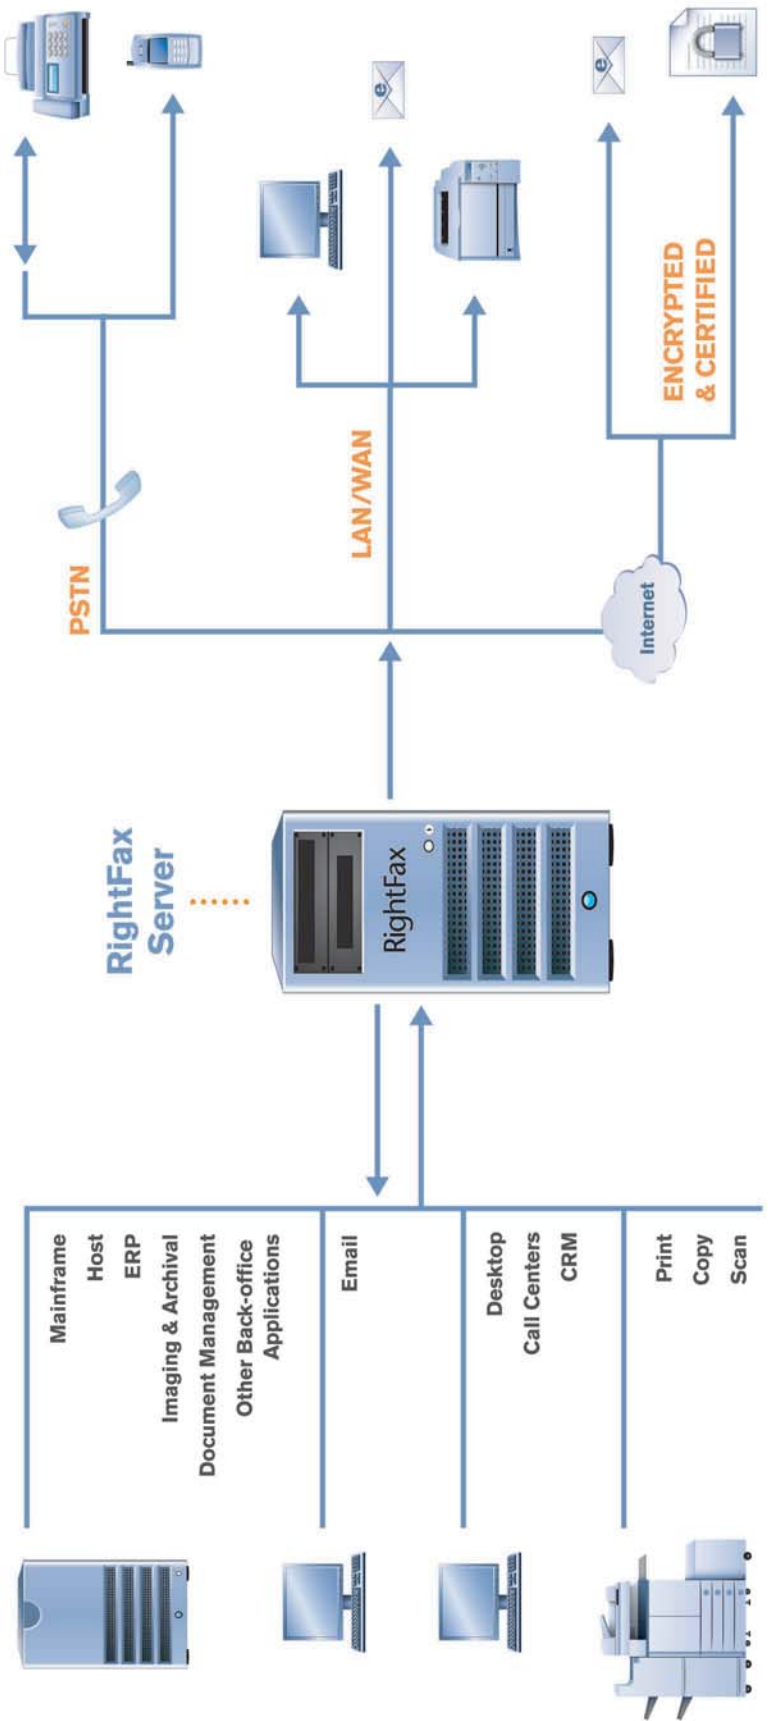 Mainframe
Host
ERP
Imaging & Archival
Document Management
Other Back-office
Applications
Email
Desktop
Call Centers
CRM
Print
Copy
Scan
RightFax
Server
RightFax
PSTN
LAN/WAN
Internet
ENCRYPTED
& CERTIFIED
e
e